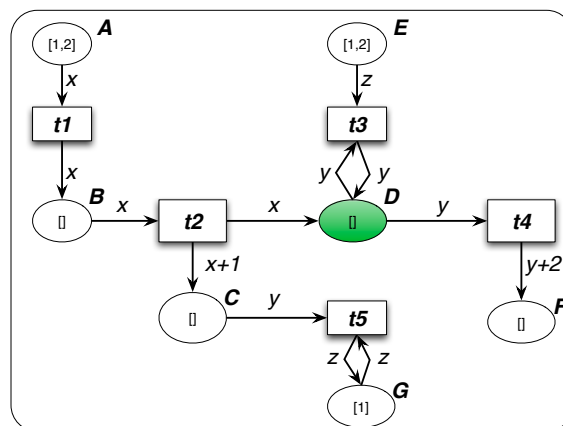 A E
[1,2] [1,2]
x z
t1 t3
x y y
B D
[] x t2 x [] y t4
x+1 y+2
C F
[] y t5 []
z z
G
[1]